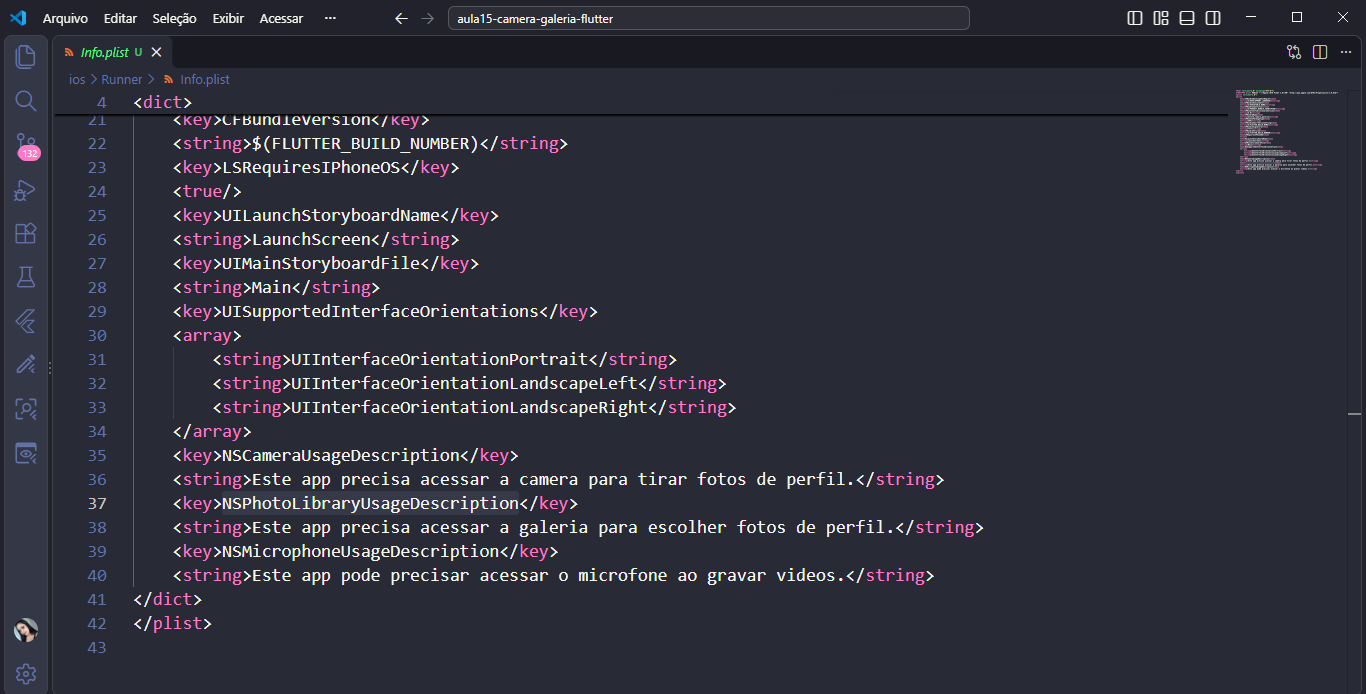 Arquivo Editar Seleção Exibir Acessar ··· aula15-camera-galeria-flutter
Info.plist U
ios > Runner > Info.plist
4 <dict>
21 <key>CFBundleVersion</key>
22 <string>$(FLUTTER_BUILD_NUMBER)</string>
23 <key>LSRequiresIPhoneOS</key>
24 <true/>
25 <key>UILaunchStoryboardName</key>
26 <string>LaunchScreen</string>
27 <key>UIMainStoryboardFile</key>
28 <string>Main</string>
29 <key>UISupportedInterfaceOrientations</key>
30 <array>
31 <string>UIInterfaceOrientationPortrait</string>
32 <string>UIInterfaceOrientationLandscapeLeft</string>
33 <string>UIInterfaceOrientationLandscapeRight</string>
34 </array>
35 <key>NSCameraUsageDescription</key>
36 <string>Este app precisa acessar a camera para tirar fotos de perfil.</string>
37 <key>NSPhotoLibraryUsageDescription</key>
38 <string>Este app precisa acessar a galeria para escolher fotos de perfil.</string>
39 <key>NSMicrophoneUsageDescription</key>
40 <string>Este app pode precisar acessar o microfone ao gravar videos.</string>
41 </dict>
42 </plist>
43
132